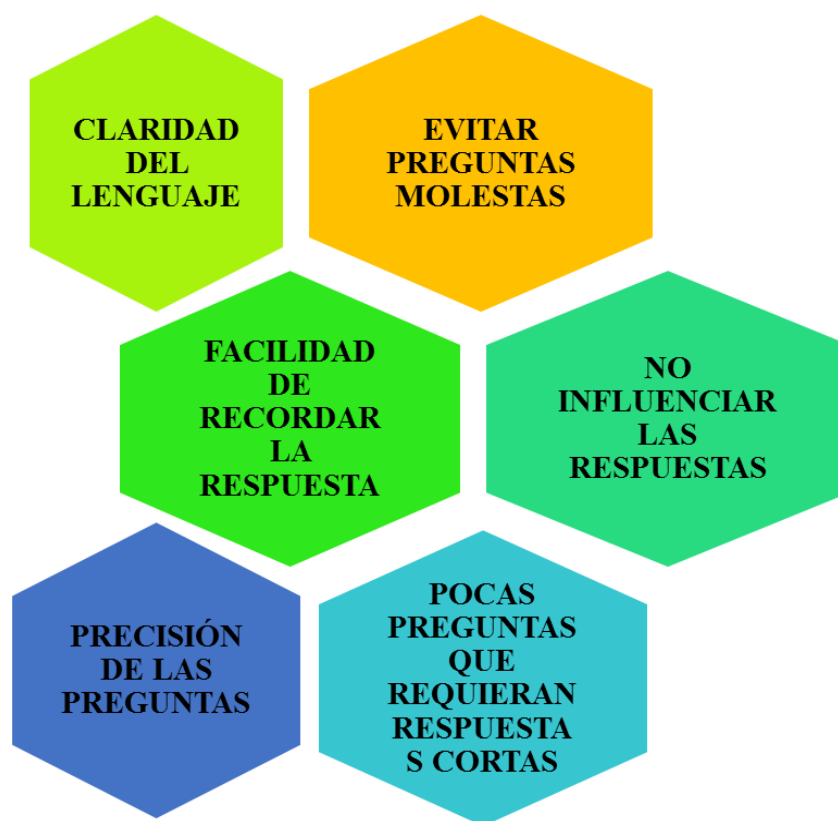 CLARIDAD
DEL
LENGUAJE
EVITAR
PREGUNTAS
MOLESTAS
FACILIDAD
DE
RECORDAR
LA
RESPUESTA
NO
INFLUENCIAR
LAS
RESPUESTAS
PRECISIÓN
DE LAS
PREGUNTAS
POCAS
PREGUNTAS
QUE
REQUIERAN
RESPUESTA
S CORTAS